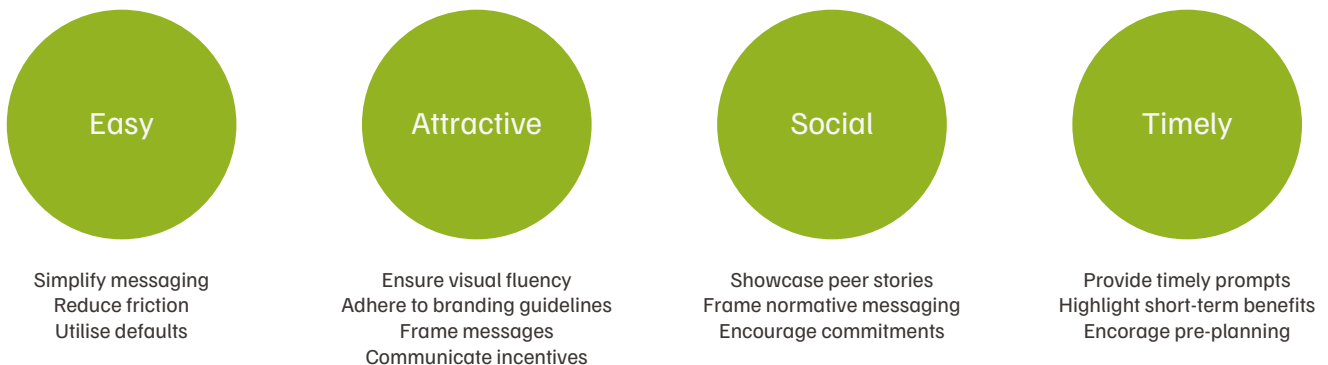 Easy
Simplify messaging
Reduce friction
Utilise defaults
Attractive
Ensure visual fluency
Adhere to branding guidelines
Frame messages
Communicate incentives
Social
Showcase peer stories
Frame normative messaging
Encourage commitments
Timely
Provide timely prompts
Highlight short-term benefits
Encorage pre-planning